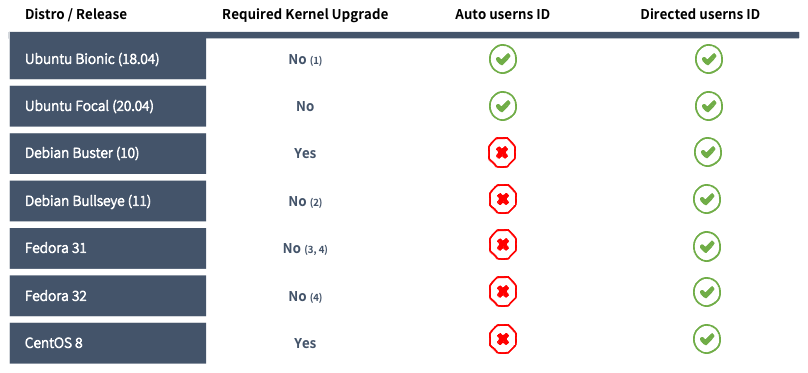 Distro / Release Required Kernel Upgrade Auto userns ID Directed userns ID
Ubuntu Bionic (18.04) No (1)
Ubuntu Focal (20.04) No
Debian Buster (10) Yes
Debian Bullseye (11) No (2)
Fedora 31 No (3, 4)
Fedora 32 No (4)
CentOS 8 Yes